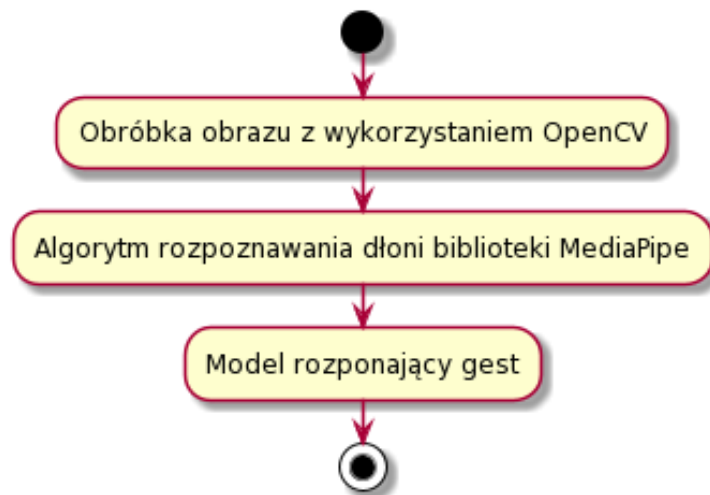 Obróbka obrazu z wykorzystaniem OpenCV
Algorytm rozpoznawania dłoni biblioteki MediaPipe
Model rozponający gest